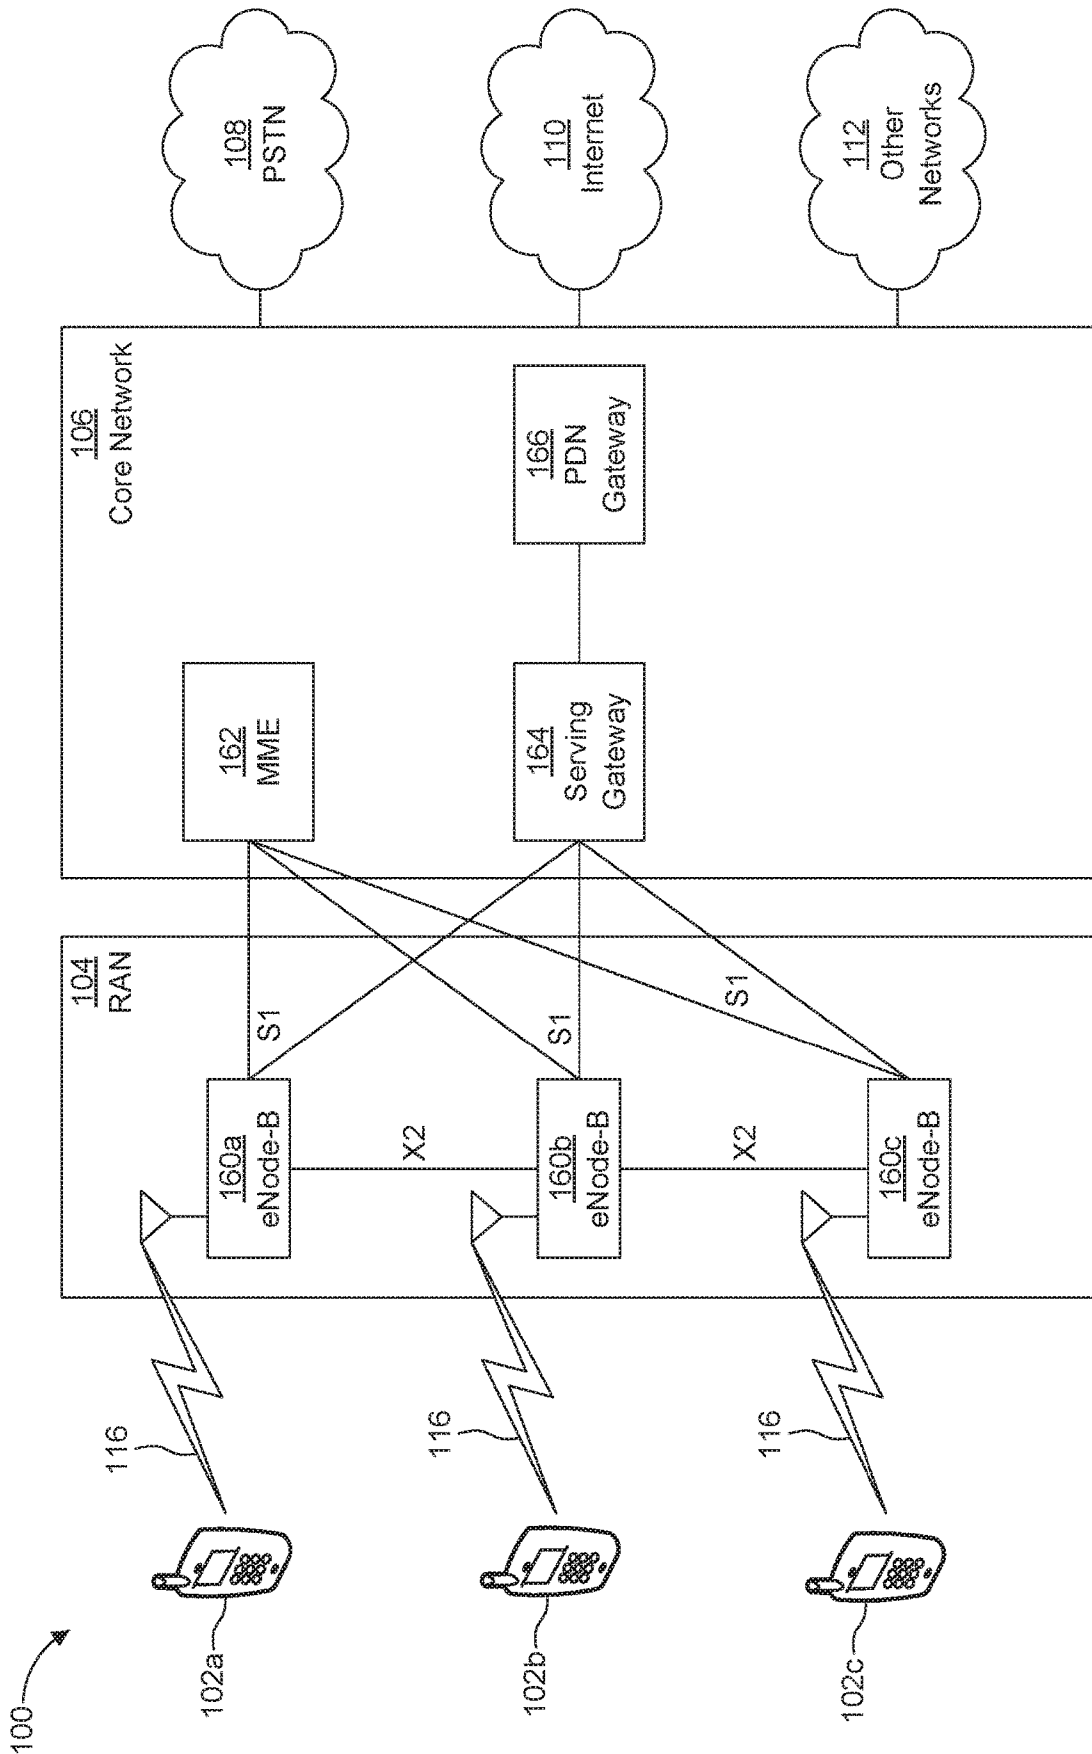 100
102a
116
102b
116
102c
116
104
RAN
160a
eNode-B
S1
X2
160b
eNode-B
S1
X2
160c
eNode-B
S1
106
Core Network
162
MME
164
Serving
Gateway
166
PDN
Gateway
108
PSTN
110
Internet
112
Other
Networks